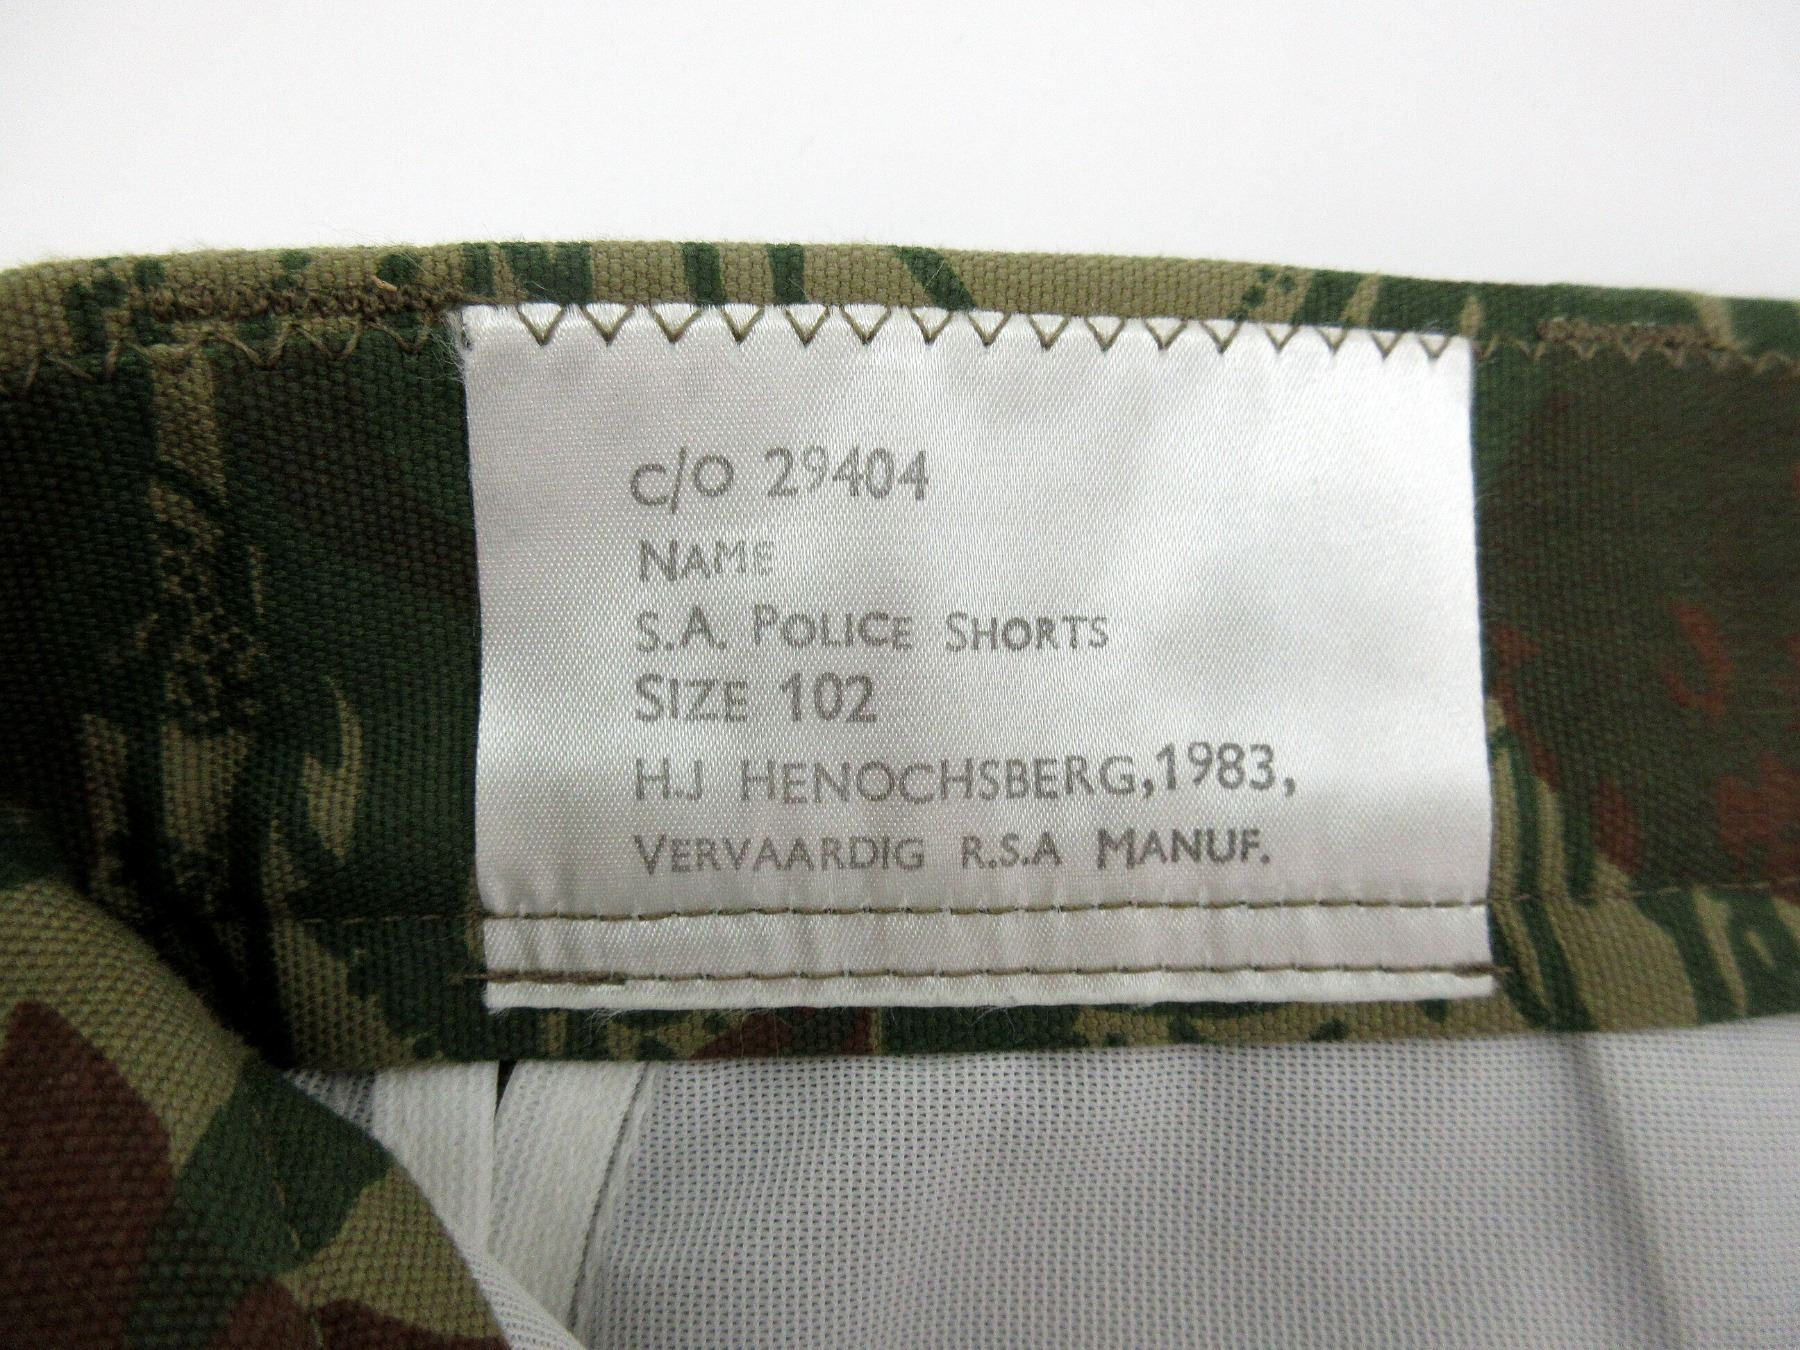 C/O 29404
NAME
S.A. POLICE SHORTS
SIZE 102
H.J HENOCHSBERG,1983,
VERVAARDIG R.S.A MANUF.